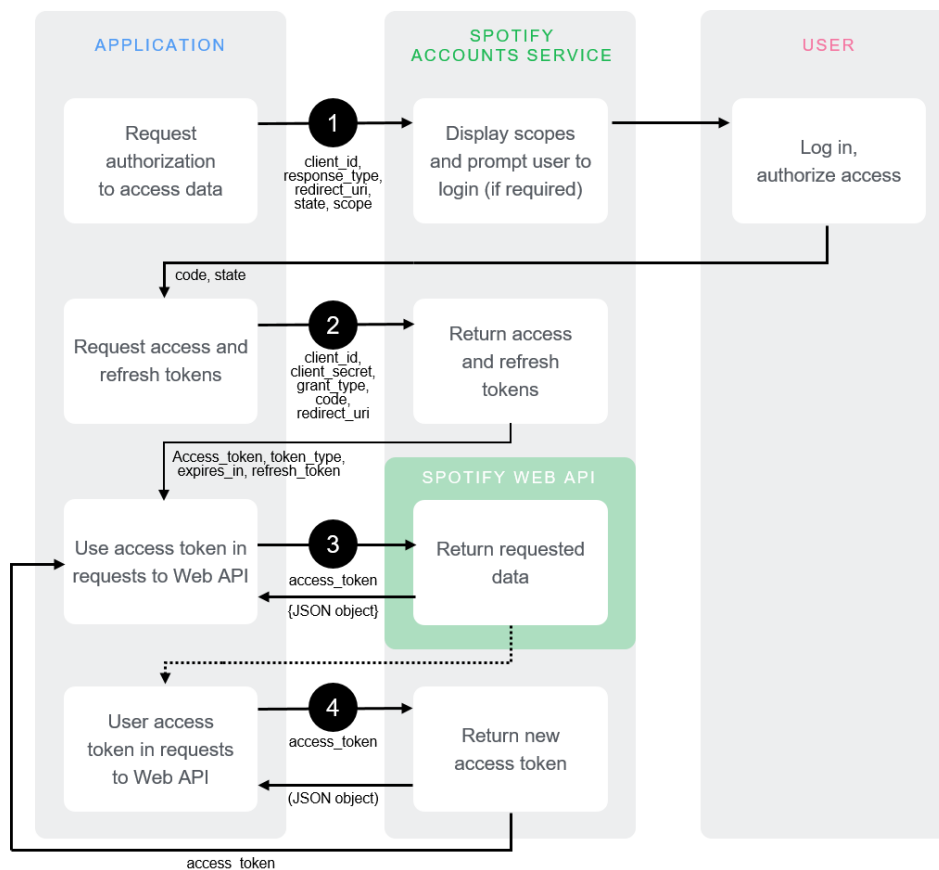 APPLICATION
SPOTIFY
ACCOUNTS SERVICE
USER
Request
authorization
to access data
1
client_id,
response_type,
redirect_uri,
state, scope
Display scopes
and prompt user to
login (if required)
Log in,
authorize access
code, state
Request access and
refresh tokens
2
client_id,
client_secret,
grant_type,
code,
redirect_uri
Return access
and refresh
tokens
Access_token, token_type,
expires_in, refresh_token
SPOTIFY WEB API
Use access token in
requests to Web API
3
access_token
{JSON object}
Return requested
data
User access
token in requests
to Web API
4
access_token
(JSON object)
Return new
access token
access_token